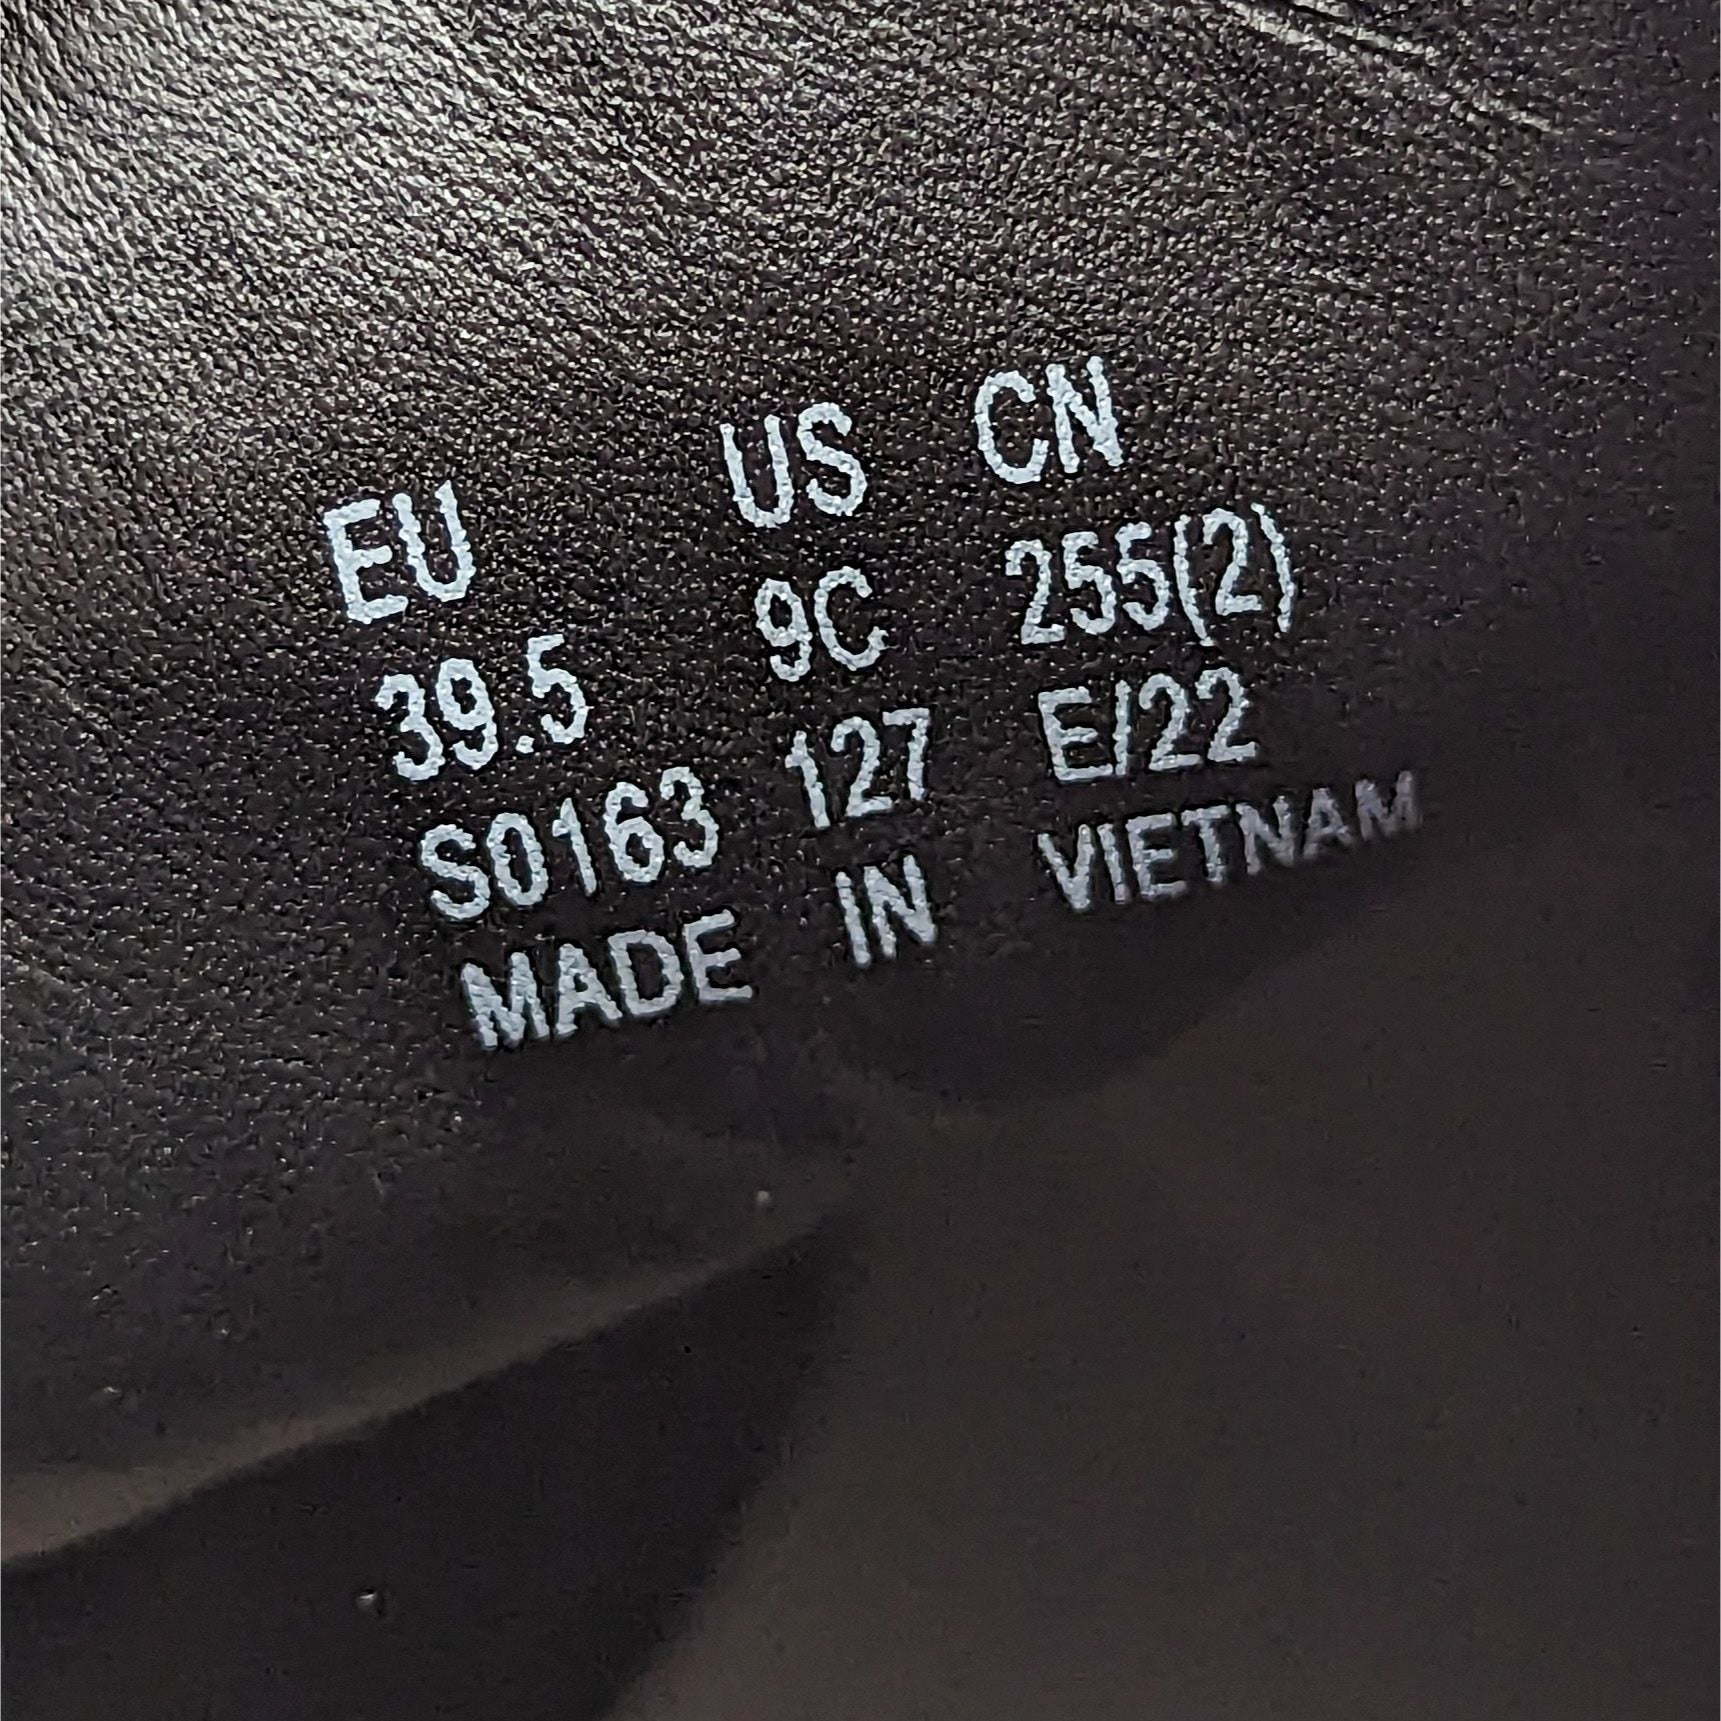 EU US CN
39.5 9C 255(2)
S0163 127 E/22
MADE IN VIETNAM